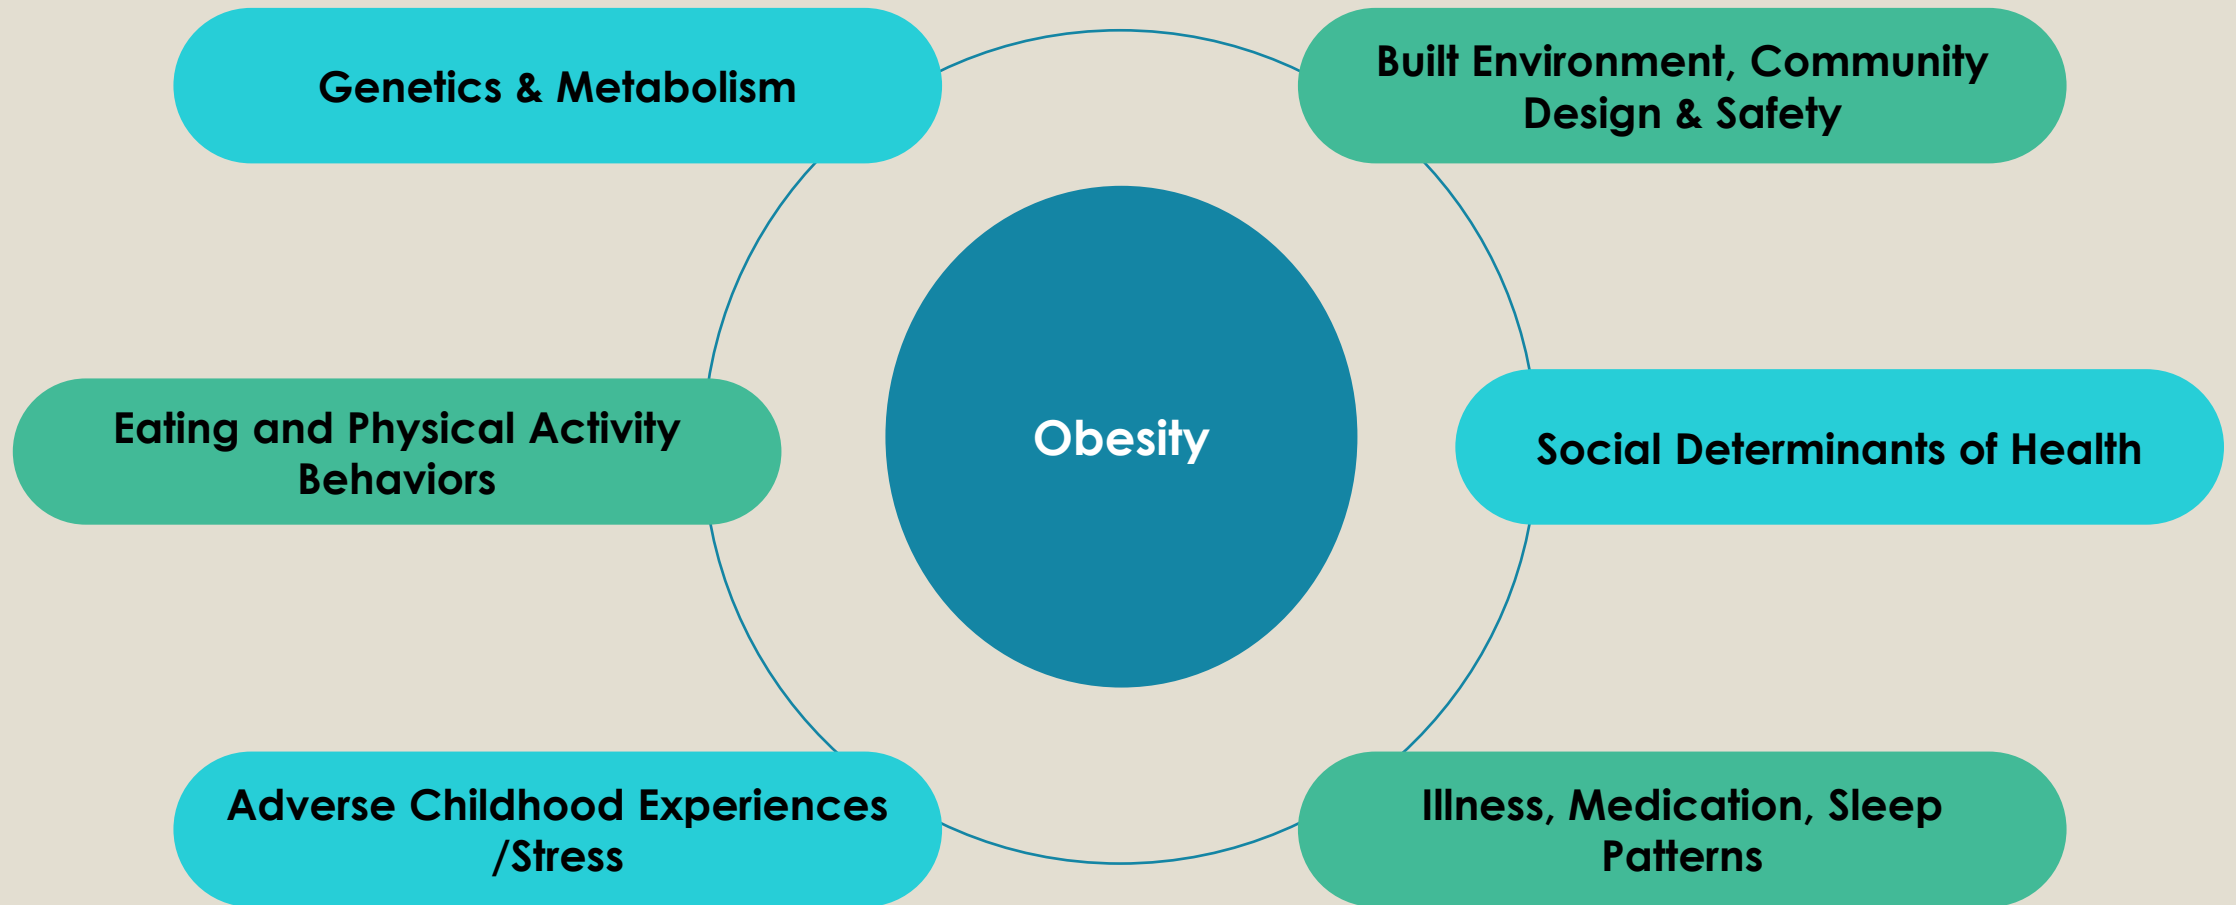 Genetics & Metabolism
Built Environment, Community
Design & Safety
Eating and Physical Activity
Behaviors
Obesity
Social Determinants of Health
Adverse Childhood Experiences
/Stress
Illness, Medication, Sleep
Patterns